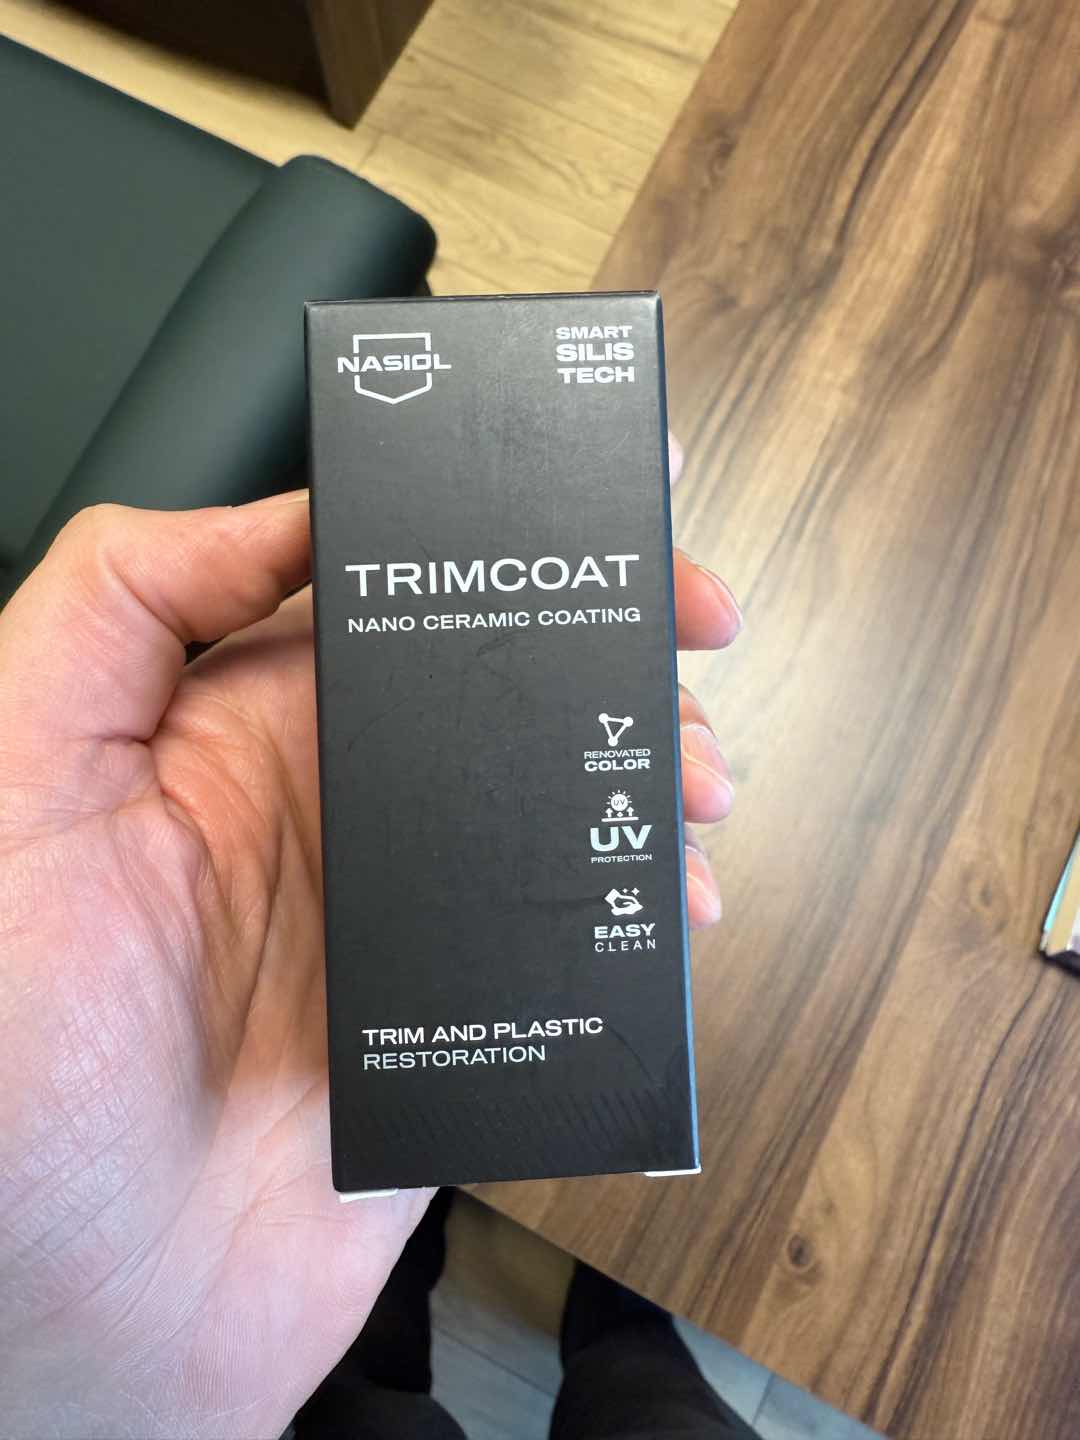 NASIOL
SMART
SILIS
TECH
TRIMCOAT
NANO CERAMIC COATING
RENOVATED
COLOR
UV
UV
PROTECTION
EASY
CLEAN
TRIM AND PLASTIC
RESTORATION